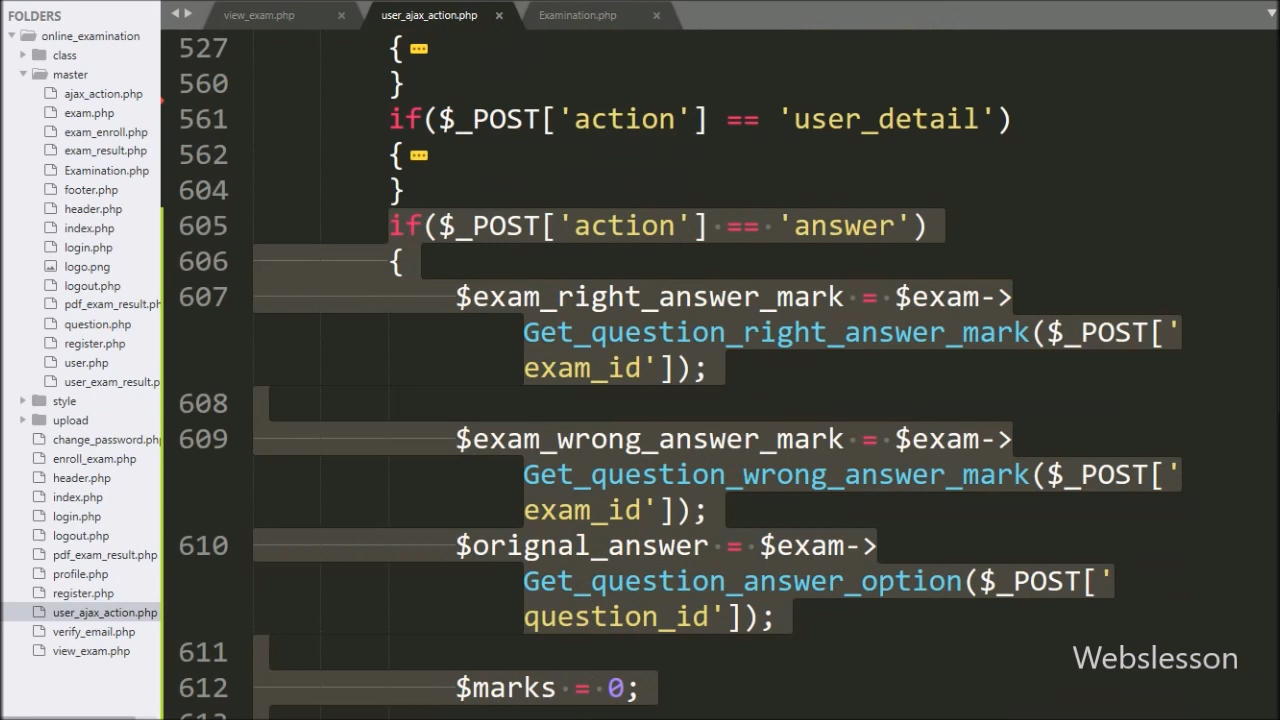 FOLDERS
online_examination
class
master
ajax_action.php
exam.php
exam_enroll.php
exam_result.php
Examination.php
footer.php
header.php
index.php
login.php
logo.png
logout.php
pdf_exam_result.ph
question.php
register.php
user.php
user_exam_result.p
style
upload
change_password.php
enroll_exam.php
header.php
index.php
login.php
logout.php
pdf_exam_result.php
profile.php
register.php
user_ajax_action.php
verify_email.php
view_exam.php
view_exam.php × user_ajax_action.php × Examination.php ×
527 {
560 }
561 if($_POST['action'] == 'user_detail')
562 {
604 }
605 if($_POST['action'] == 'answer')
606 {
607 $exam_right_answer_mark = $exam->
Get_question_right_answer_mark($_POST['
exam_id']);
608
609 $exam_wrong_answer_mark = $exam->
Get_question_wrong_answer_mark($_POST['
exam_id']);
610 $orignal_answer = $exam->
Get_question_answer_option($_POST['
question_id']);
611
612 $marks = 0;
Webslesson